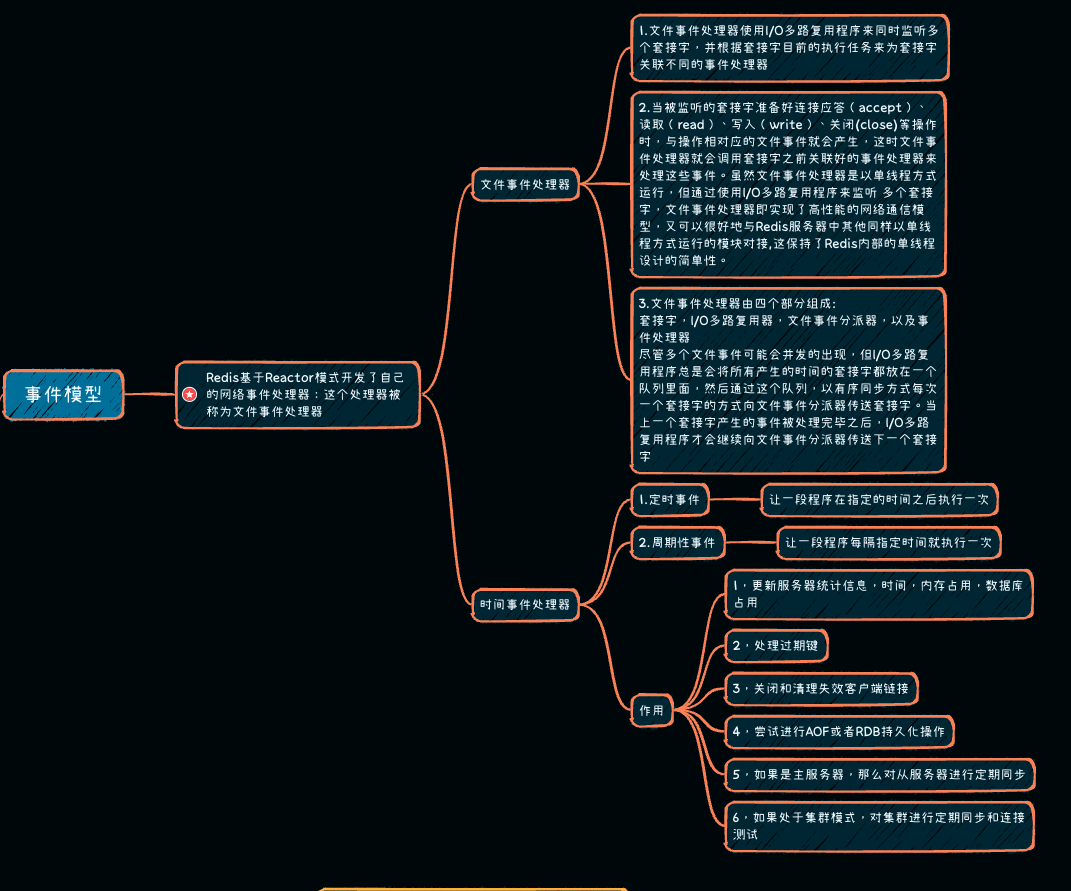 事件模型
Redis基于Reactor模式开发了自己
的网络事件处理器：这个处理器被
称为文件事件处理器
文件事件处理器
1.文件事件处理器使用I/O多路复用程序来同时监听多
个套接字，并根据套接字目前的执行任务来为套接字
关联不同的事件处理器
2.当被监听的套接字准备好连接应答（accept）、
读取（read）、写入（write）、关闭(close)等操作
时，与操作相对应的文件事件就会产生，这时文件事
件处理器就会调用套接字之前关联好的事件处理器来
处理这些事件。虽然文件事件处理器是以单线程方式
运行，但通过使用I/O多路复用程序来监听 多个套接
字，文件事件处理器即实现了高性能的网络通信模
型，又可以很好地与Redis服务器中其他同样以单线
程方式运行的模块对接,这保持了Redis内部的单线程
设计的简单性。
3.文件事件处理器由四个部分组成:
套接字，I/O多路复用器，文件事件分派器，以及事
件处理器
尽管多个文件事件可能会并发的出现，但I/O多路复
用程序总是会将所有产生的时间的套接字都放在一个
队列里面，然后通过这个队列，以有序同步方式每次
一个套接字的方式向文件事件分派器传送套接字。当
上一个套接字产生的事件被处理完毕之后，I/O多路
复用程序才会继续向文件事件分派器传送下一个套接
字
时间事件处理器
1.定时事件
让一段程序在指定的时间之后执行一次
2.周期性事件
让一段程序每隔指定时间就执行一次
作用
1，更新服务器统计信息，时间，内存占用，数据库
占用
2，处理过期键
3，关闭和清理失效客户端链接
4，尝试进行AOF或者RDB持久化操作
5，如果是主服务器，那么对从服务器进行定期同步
6，如果处于集群模式，对集群进行定期同步和连接
测试